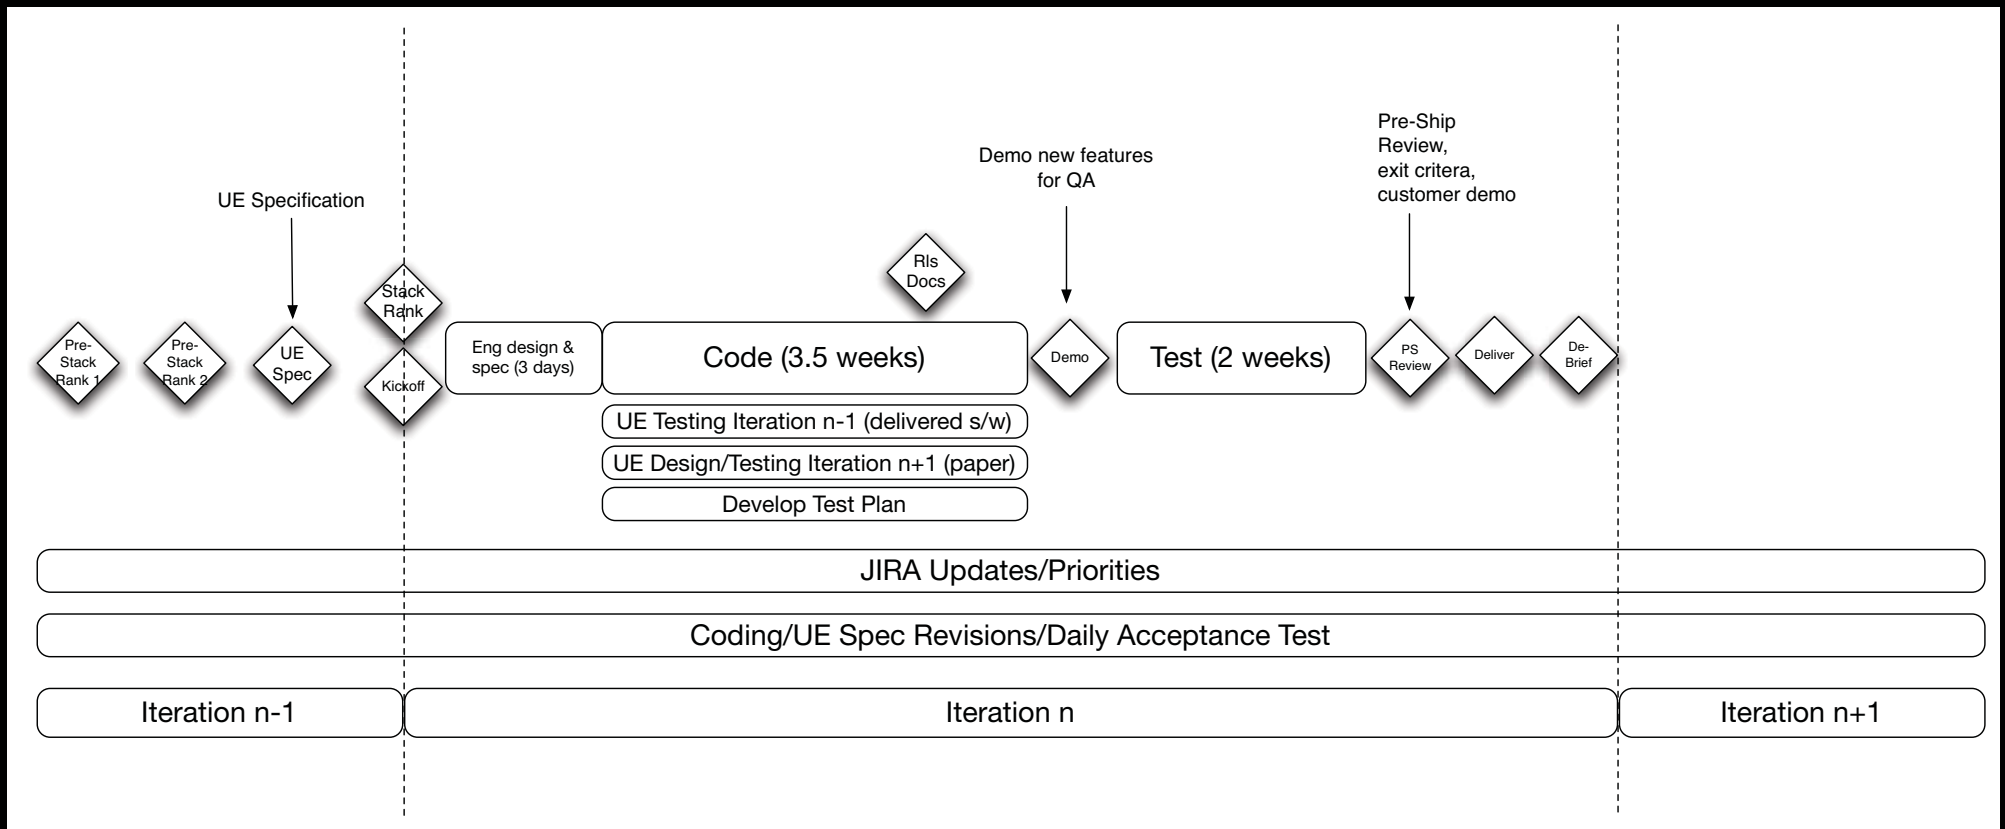 Pre-Ship
Review,
exit critera,
customer demo
Demo new features
for QA
UE Specification
Rls
Docs
Stack
Rank
Pre-
Stack
Rank 1
Pre-
Stack
Rank 2
UE
Spec
Kickoff
Eng design &
spec (3 days)
Code (3.5 weeks)
Demo
Test (2 weeks)
PS
Review
Deliver
De-
Brief
UE Testing Iteration n-1 (delivered s/w)
UE Design/Testing Iteration n+1 (paper)
Develop Test Plan
JIRA Updates/Priorities
Coding/UE Spec Revisions/Daily Acceptance Test
Iteration n-1
Iteration n
Iteration n+1